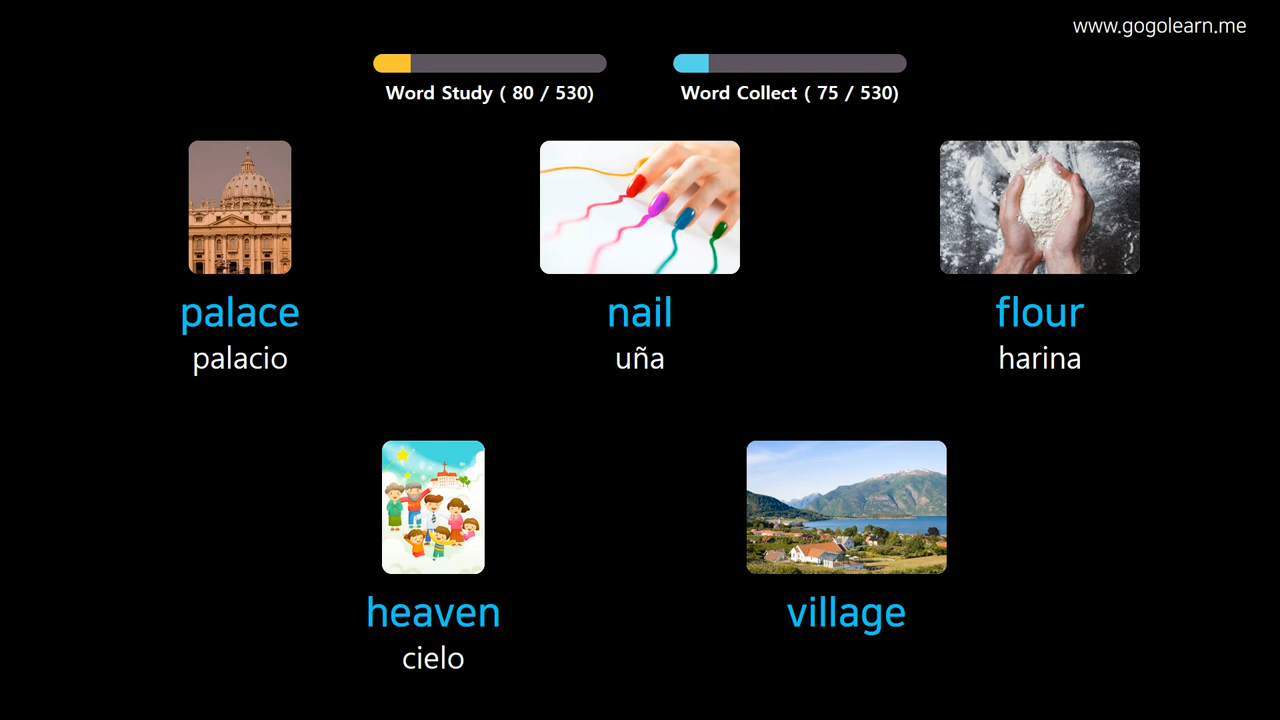 www.gogolearn.me
Word Study ( 80 / 530)
Word Collect ( 75 / 530)
palace
palacio
nail
uña
flour
harina
heaven
cielo
village